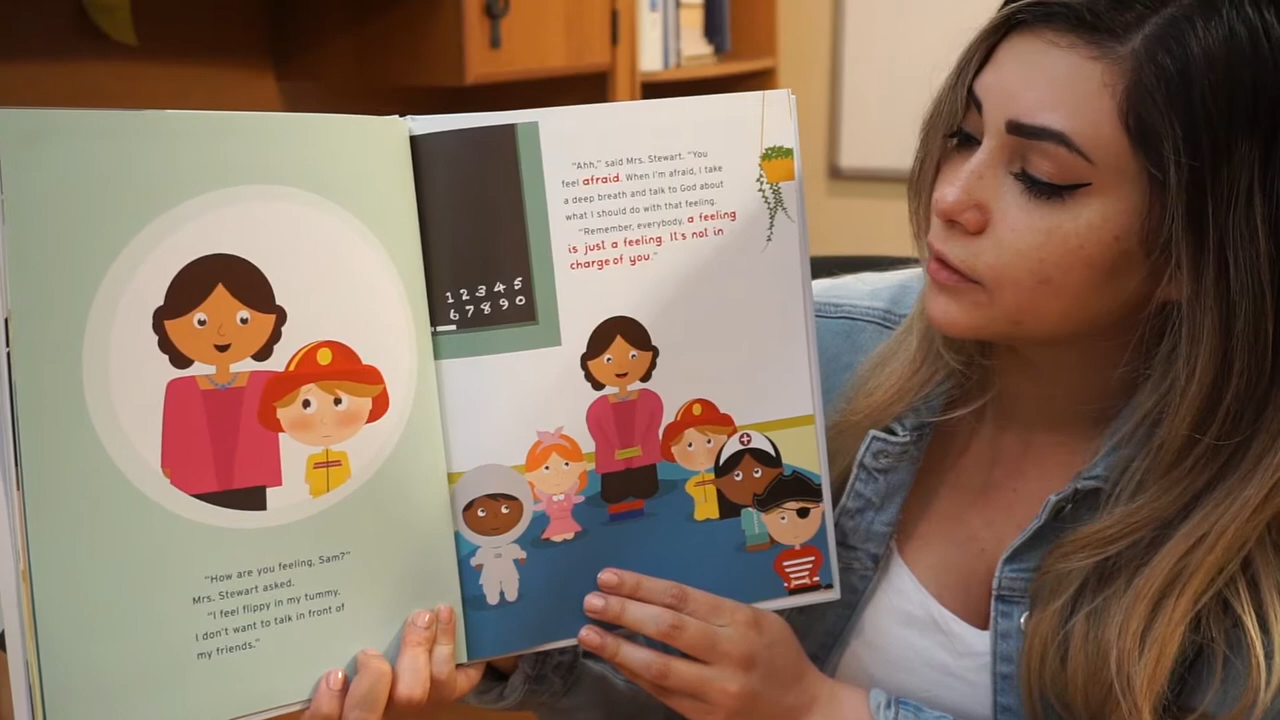 "How are you feeling, Sam?"
Mrs. Stewart asked.
"I feel flippy in my tummy.
I don't want to talk in front of
my friends."
1 2 3 4 5
6 7 8 9 0
"Ahh," said Mrs. Stewart. "You
feel afraid. When I'm afraid, I take
a deep breath and talk to God about
what I should do with that feeling.
"Remember, everybody, a feeling
is just a feeling. It's not in
charge of you."